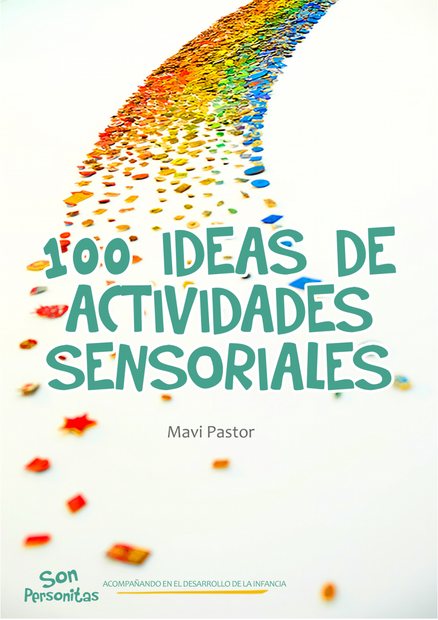 100 IDEAS DE
ACTIVIDADES
SENSORIALES
Mavi Pastor
Son
Personitas
ACOMPAÑANDO EN EL DESARROLLO DE LA INFANCIA